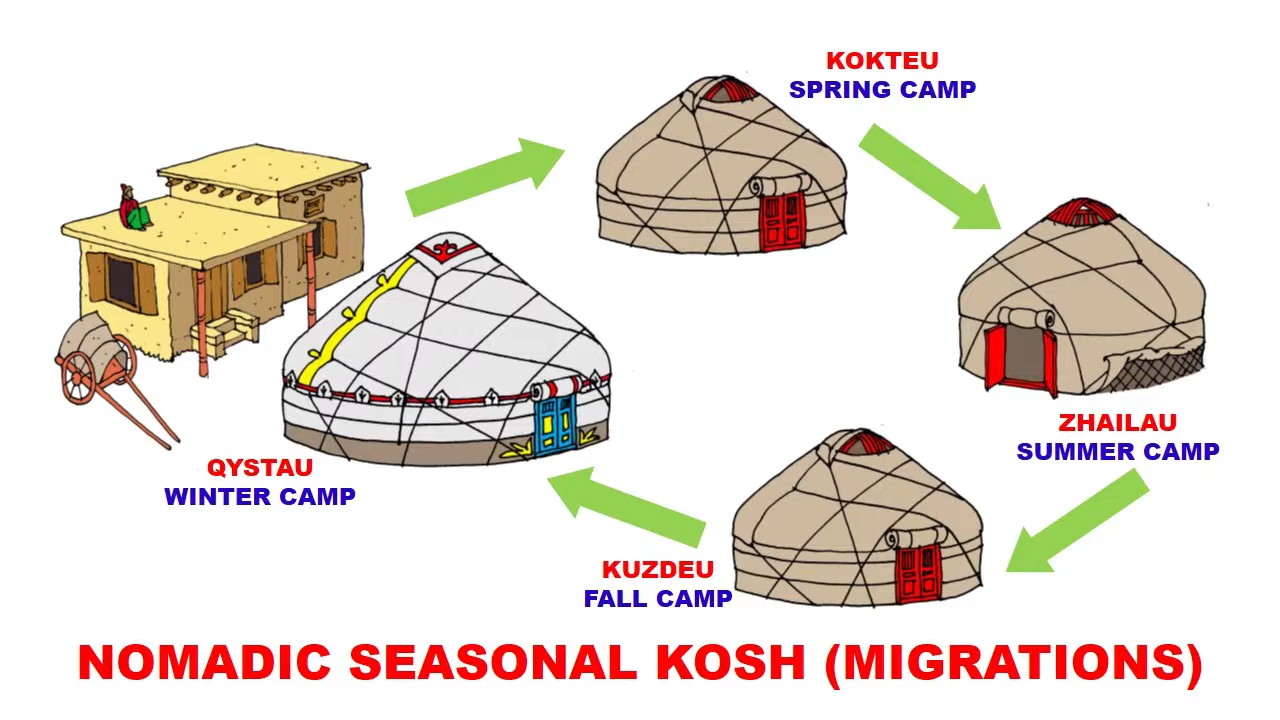 KOKTEU
SPRING CAMP
ZHAILAU
SUMMER CAMP
QYSTAU
WINTER CAMP
KUZDEU
FALL CAMP
NOMADIC SEASONAL KOSH (MIGRATIONS)